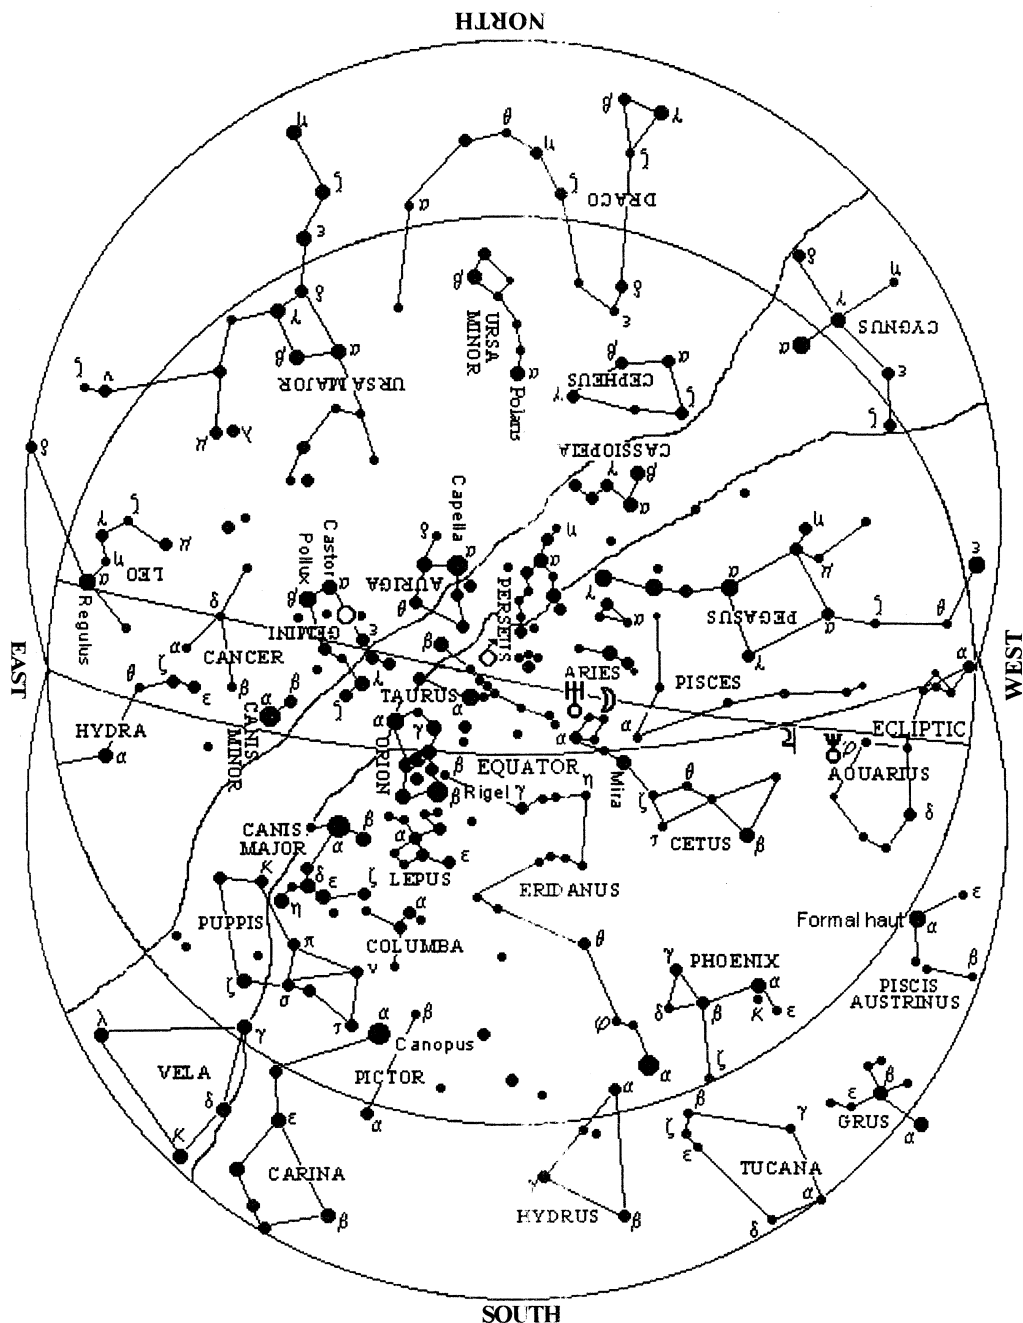 NORTH
β
γ
ζ
DRACO
θ
η
ζ
α
δ
ε
η
ζ
ε
δ
γ
β
α
URSA MAJOR
ζ
ν
μ
λ
β
URSA
MINOR
α
Polaris
CEPHEUS
α
γ
ζ
δ
γ
η
CYGNUS
α
ε
ζ
CASSIOPEIA
γ
β
α
δ
ζ
γ
η
μ
LEO
α
Regulus
Castor
Pollux
α
β
GEMINI
ε
γ
ζ
Capella
α
δ
AURIGA
θ
β
PERSEUS
η
α
γ
α
η
μ
PEGASUS
α
γ
ζ
θ
ε
δ
α
CANCER
β
EAST
WEST
θ
ζ
ε
HYDRA
α
CANIS
MINOR
α
β
TAURUS
α
ARIES
α
PISCES
α
α
ECLIPTIC
α
γ
ORION
β
β
Rigel
EQUATOR
γ
η
Mira
θ
ζ
τ
CETUS
β
φ
AQUARIUS
δ
CANIS
MAJOR
α
β
δ
ε
ζ
η
α
LEPUS
ε
ERIDANUS
κ
PUPPIS
π
ν
ζ
σ
τ
α
COLUMBA
θ
Formal haut
α
ε
β
PISCIS
AUSTRINUS
γ
PHOENIX
α
δ
β
κ
ε
ζ
λ
γ
VELA
δ
κ
α
Canopus
β
PICTOR
α
φ
α
ε
CARINA
β
α
γ
HYDRUS
β
β
ζ
ε
γ
TUCANA
α
δ
β
ε
GRUS
α
SOUTH